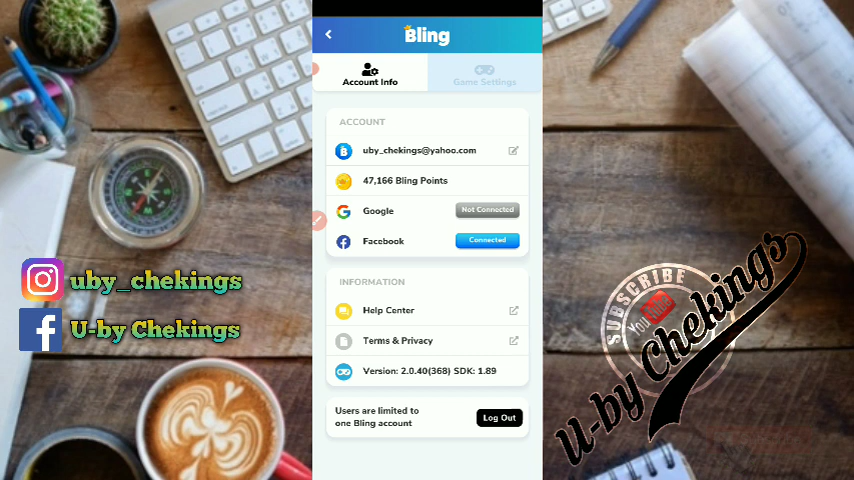 Bling
Account Info
Game Settings
ACCOUNT
uby_chekings@yahoo.com
47,166 Bling Points
Google
Not Connected
Facebook
Connected
INFORMATION
Help Center
Terms & Privacy
Version: 2.0.40(368) SDK: 1.89
Users are limited to
one Bling account
Log Out
uby_chekings
U-by Chekings
SUBSCRIBE
YouTube
U-by Chekings